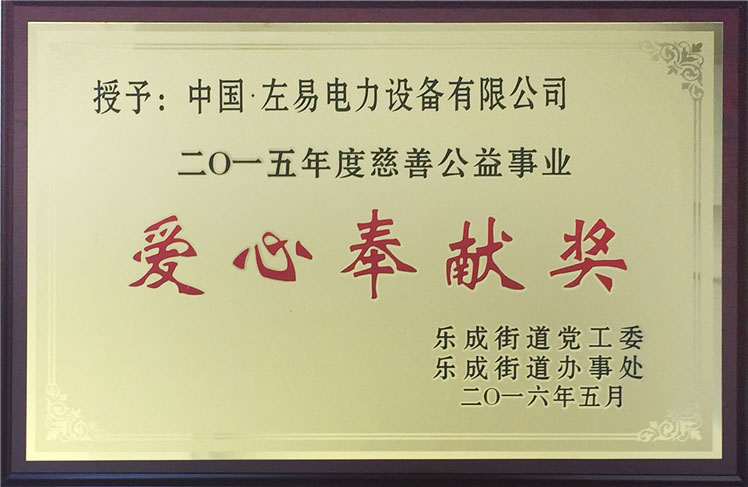 授予：中国·左易电力设备有限公司
二〇一五年度慈善公益事业
爱心奉献奖
乐成街道党工委
乐成街道办事处
二〇一六年五月